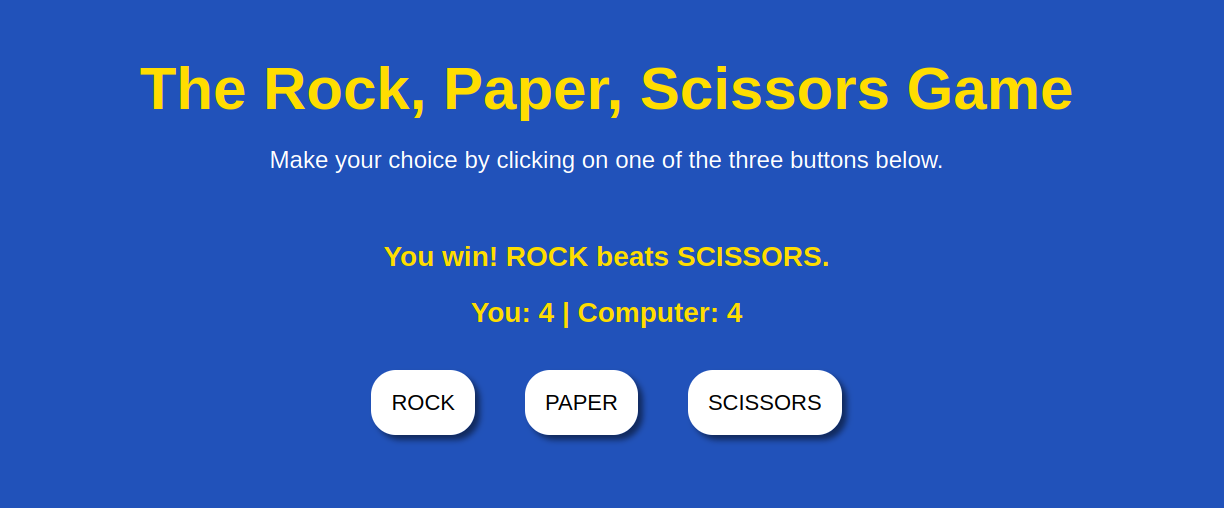 The Rock, Paper, Scissors Game
Make your choice by clicking on one of the three buttons below.
You win! ROCK beats SCISSORS.
You: 4 | Computer: 4
ROCK PAPER SCISSORS